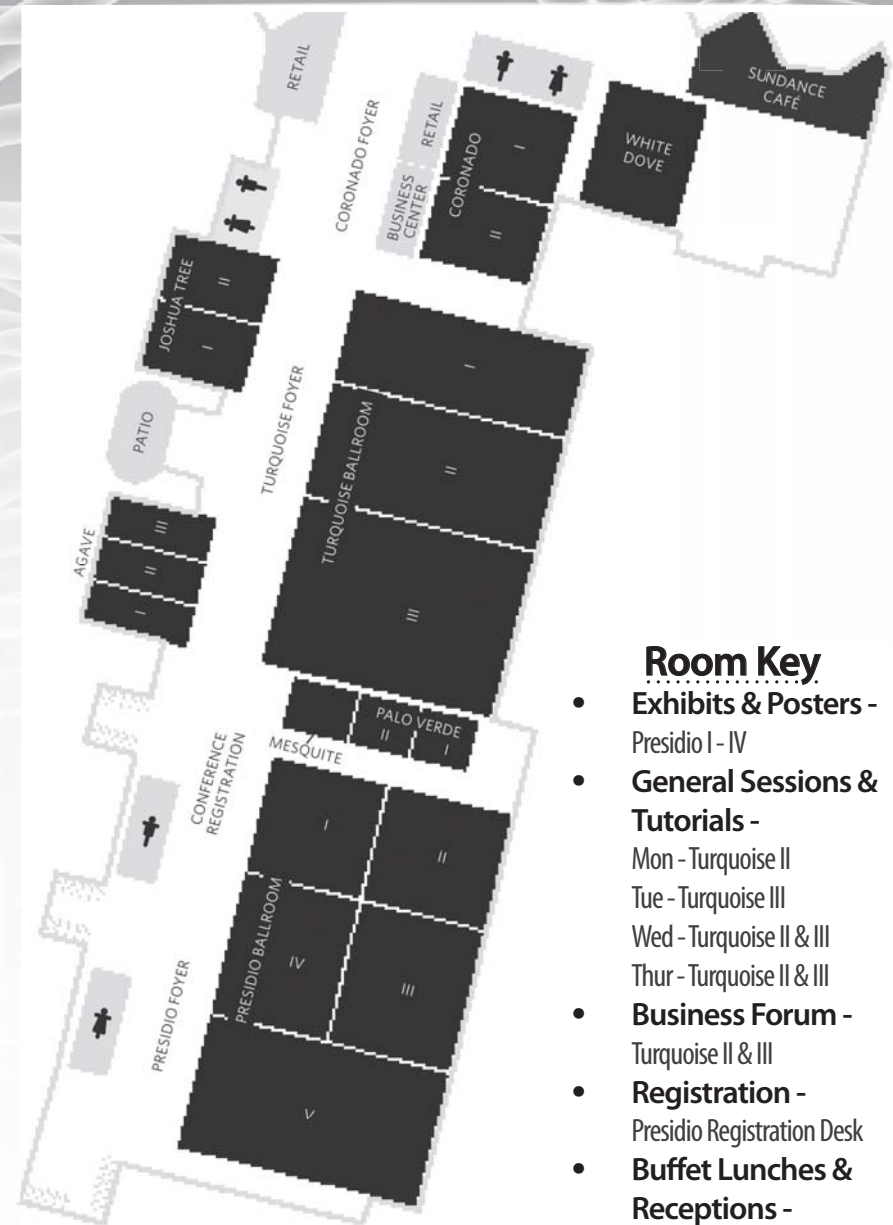 RETAIL
CORONADO FOYER
RETAIL
BUSINESS
CENTER
CORONADO
I
II
WHITE
DOVE
SUNDANCE
CAFÉ
JOSHUA TREE
II
I
PATIO
TURQUOISE FOYER
TURQUOISE BALLROOM
I
II
III
AGAVE
III
II
I
PALO VERDE
II
I
MESQUITE
CONFERENCE
REGISTRATION
PRESIDIO BALLROOM
I
II
IV
III
V
PRESIDIO FOYER
Room Key
• Exhibits & Posters -
Presidio I - IV
• General Sessions &
Tutorials -
Mon - Turquoise II
Tue - Turquoise III
Wed - Turquoise II & III
Thur - Turquoise II & III
• Business Forum -
Turquoise II & III
• Registration -
Presidio Registration Desk
• Buffet Lunches &
Receptions -